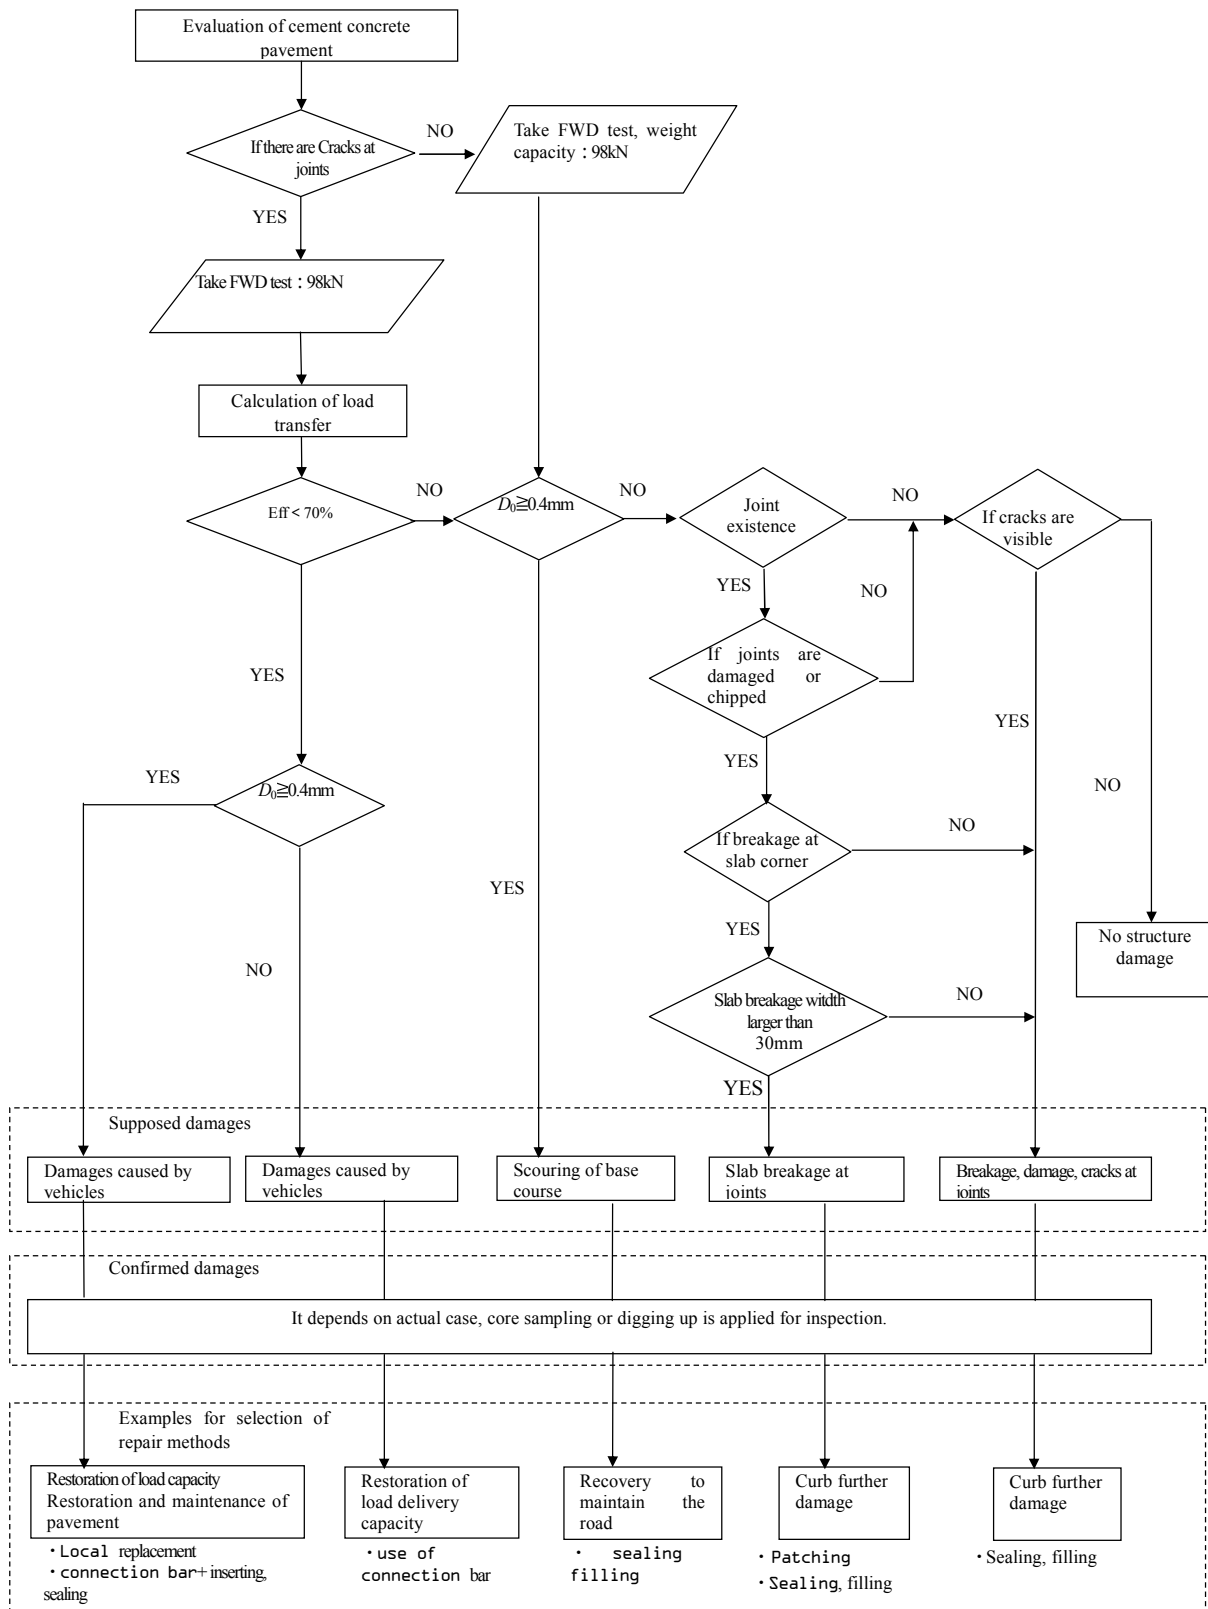 Evaluation of cement concrete
pavement
If there are Cracks at
joints
NO
Take FWD test, weight
capacity : 98kN
YES
Take FWD test : 98kN
Calculation of load
transfer
Eff < 70%
NO
D0≧0.4mm
NO
Joint
existence
NO
If cracks are
visible
YES
NO
If joints are
damaged or
chipped
YES
YES
YES
NO
YES
D0≧0.4mm
If breakage at
slab corner
NO
YES
YES
NO
No structure
damage
Slab breakage witdth
larger than
30mm
NO
YES
Supposed damages
Damages caused by
vehicles
Damages caused by
vehicles
Scouring of base
course
Slab breakage at
joints
Breakage, damage, cracks at
joints
Confirmed damages
It depends on actual case, core sampling or digging up is applied for inspection.
Examples for selection of
repair methods
Restoration of load capacity
Restoration and maintenance of
pavement
・Local replacement
・connection bar+ inserting,
sealing
Restoration of
load delivery
capacity
・use of
connection bar
Recovery to
maintain the
road
・ sealing
filling
Curb further
damage
・Patching
・Sealing, filling
Curb further
damage
・Sealing, filling